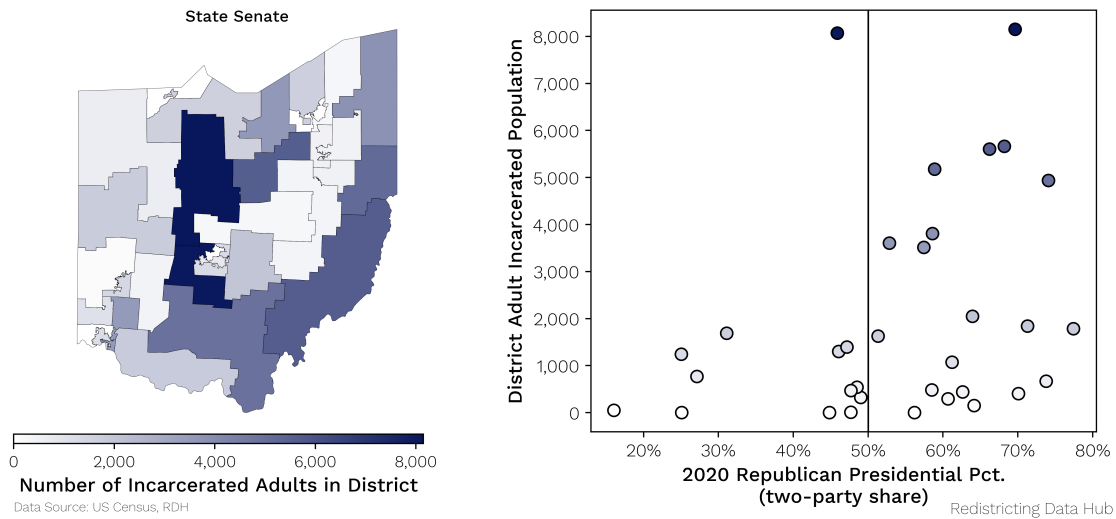 State Senate
0 2,000 4,000 6,000 8,000
Number of Incarcerated Adults in District
Data Source: US Census, RDH
District Adult Incarcerated Population
8,000
7,000
6,000
5,000
4,000
3,000
2,000
1,000
0
20% 30% 40% 50% 60% 70% 80%
2020 Republican Presidential Pct.
(two-party share)
Redistricting Data Hub